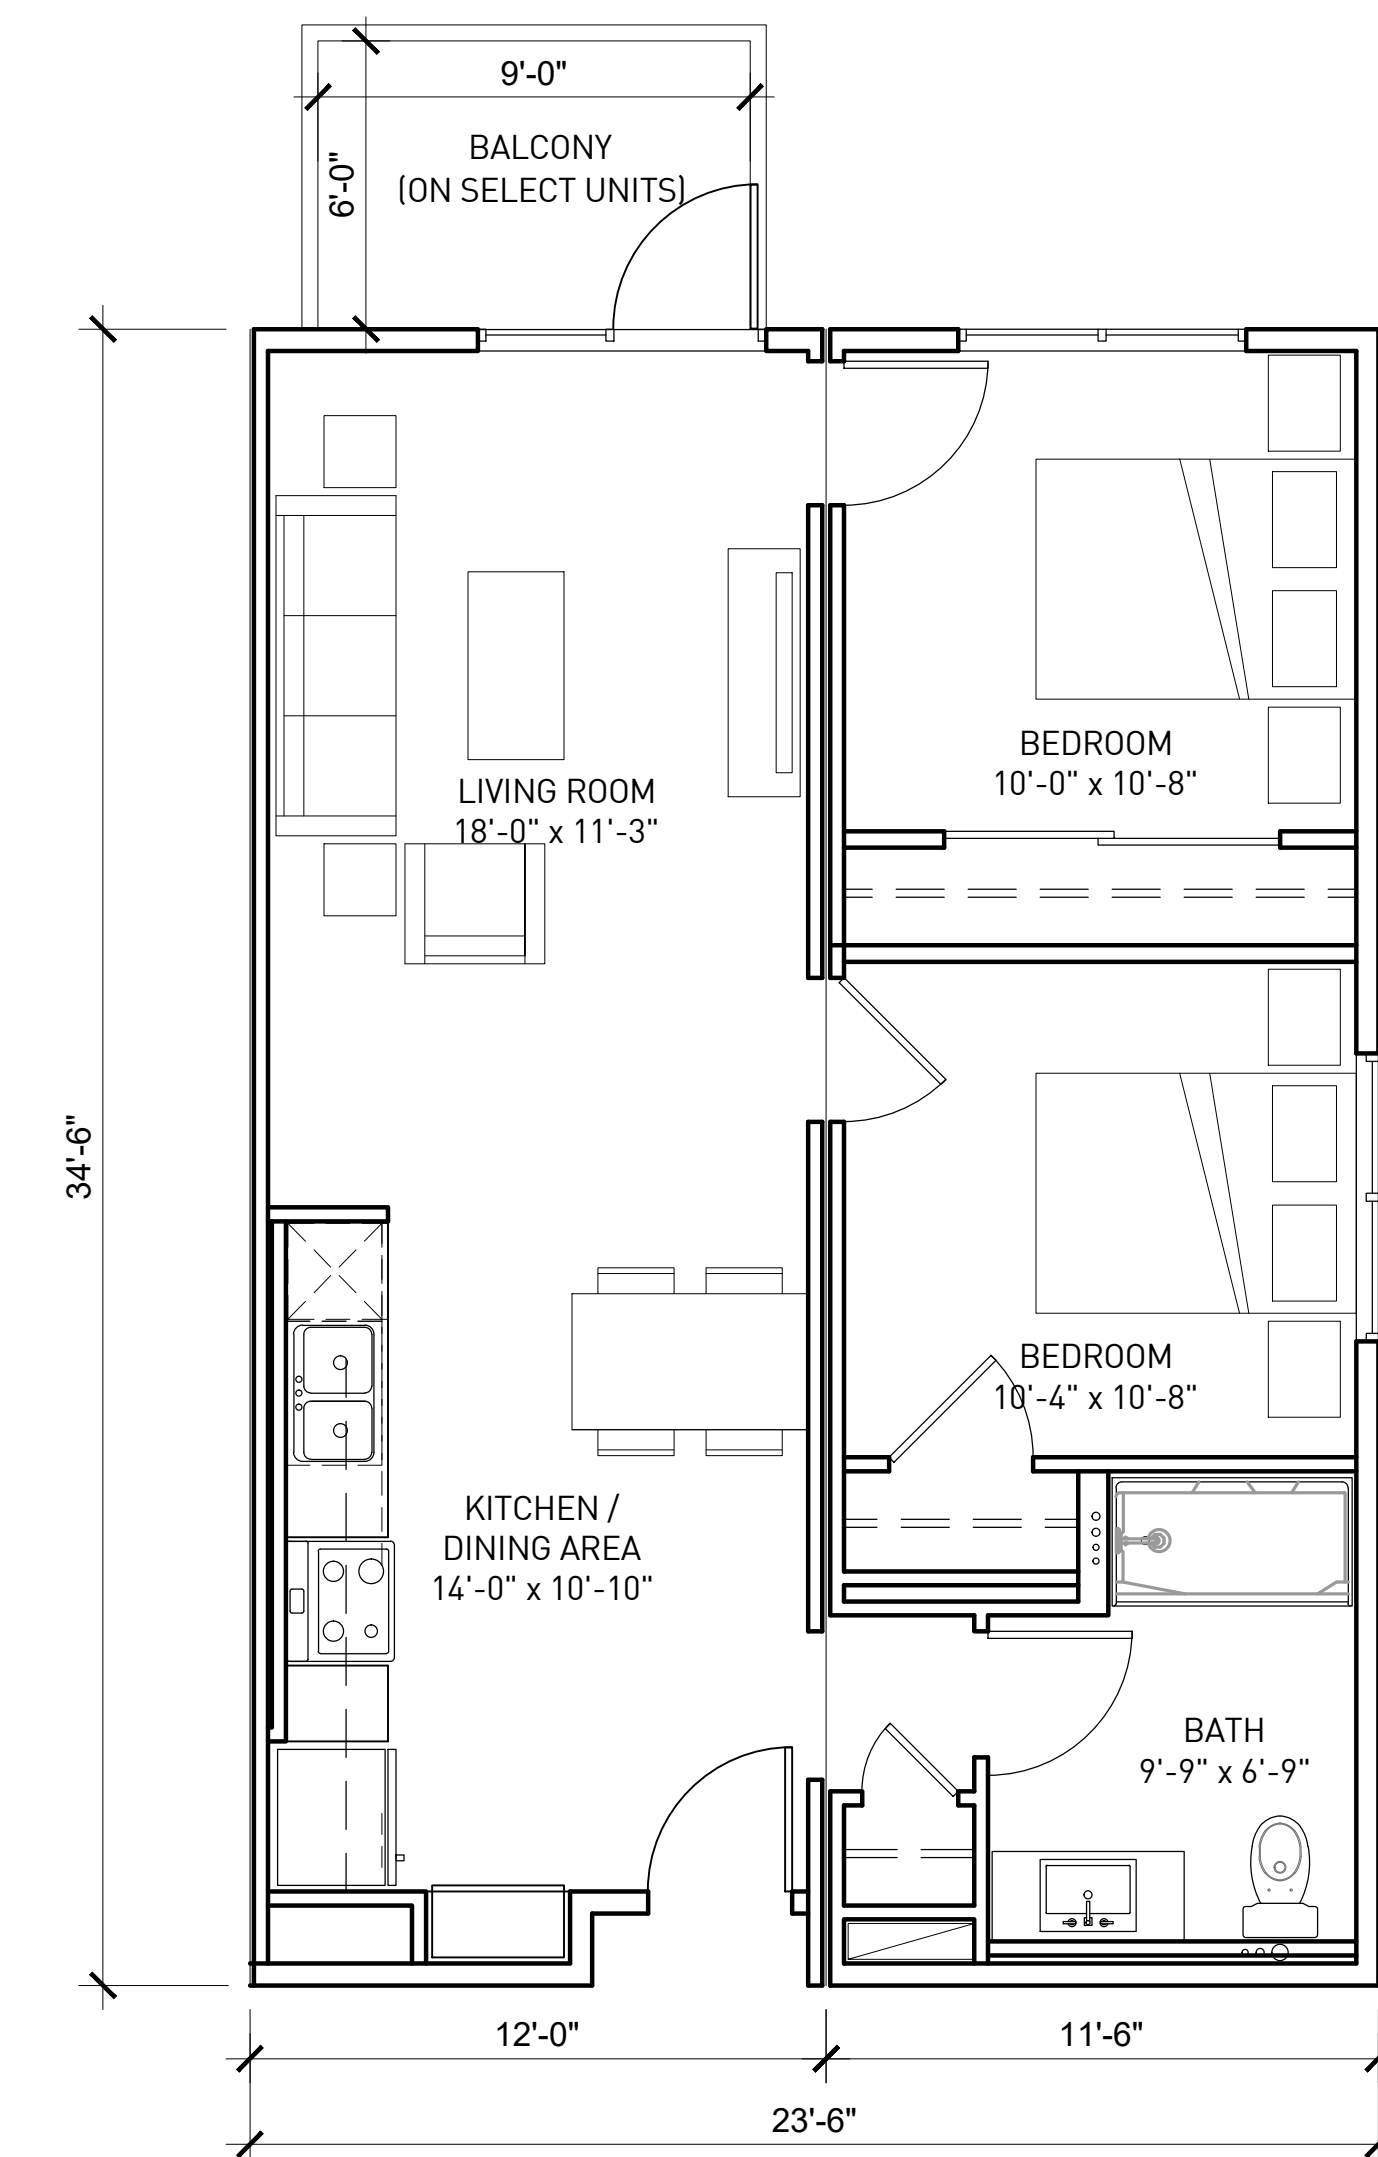 9'-0"
6'-0"
BALCONY
(ON SELECT UNITS)
BEDROOM
10'-0" x 10'-8"
LIVING ROOM
18'-0" x 11'-3"
34'-6"
BEDROOM
10'-4" x 10'-8"
KITCHEN /
DINING AREA
14'-0" x 10'-10"
BATH
9'-9" x 6'-9"
12'-0"
11'-6"
23'-6"